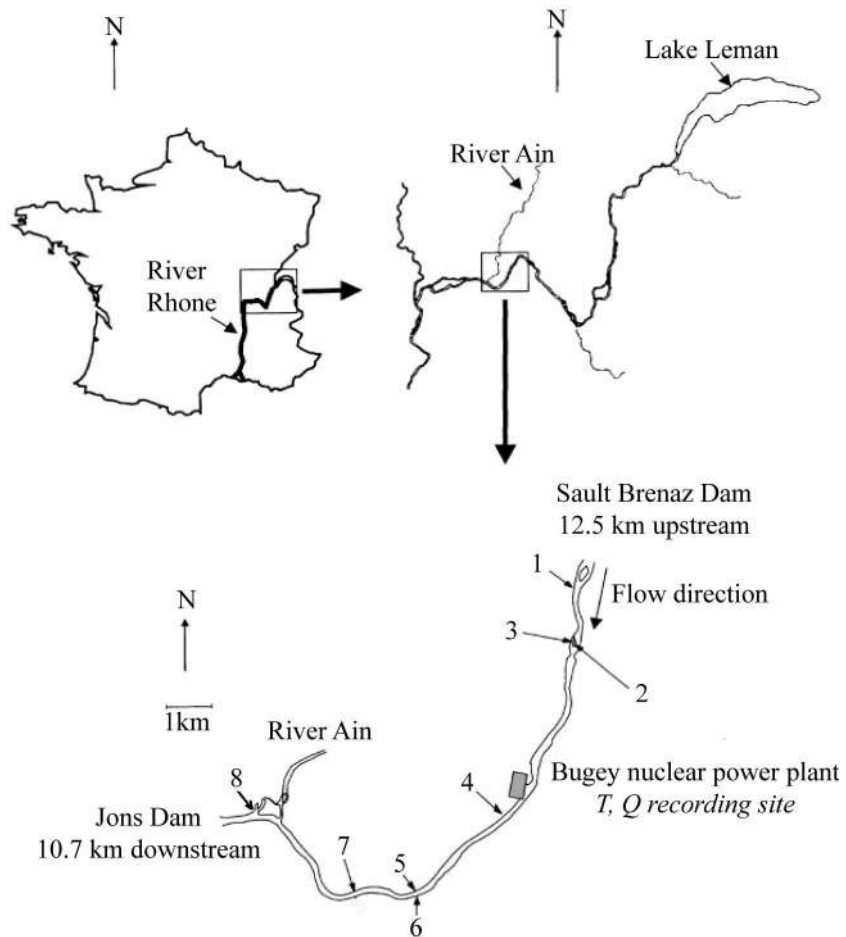 N
N
Lake Leman
River Ain
River
Rhone
Sault Brenaz Dam
12.5 km upstream
1
Flow direction
N
3
2
1km
River Ain
8
4
Bugey nuclear power plant
T, Q recording site
Jons Dam
10.7 km downstream
7
5
6